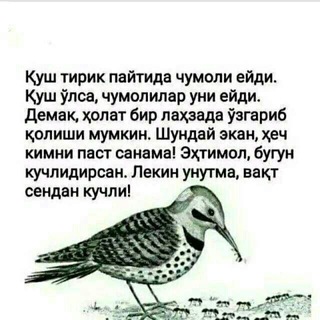 Қуш тирик пайтида чумоли ейди.
Қуш ўлса, чумолилар уни ейди.
Демак, ҳолат бир лаҳзада ўзгариб
қолиши мумкин. Шундай экан, ҳеч
кимни паст санама! Эҳтимол, бугун
кучлидирсан. Лекин унутма, вақт
сендан кучли!